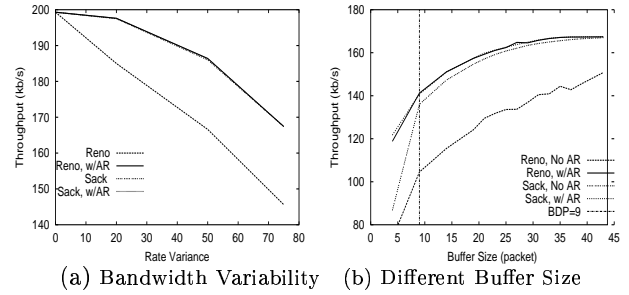 200
190
180
170
160
150
140
Throughput (kb/s)
Reno
Reno, w/AR
Sack
Sack, w/AR
0 10 20 30 40 50 60 70 80
Rate Variance
(a) Bandwidth Variability
180
160
140
120
100
80
Throughput (kb/s)
Reno, No AR
Reno, w/AR
Sack, No AR
Sack, w/ AR
BDP=9
0 5 10 15 20 25 30 35 40 45
Buffer Size (packet)
(b) Different Buffer Size